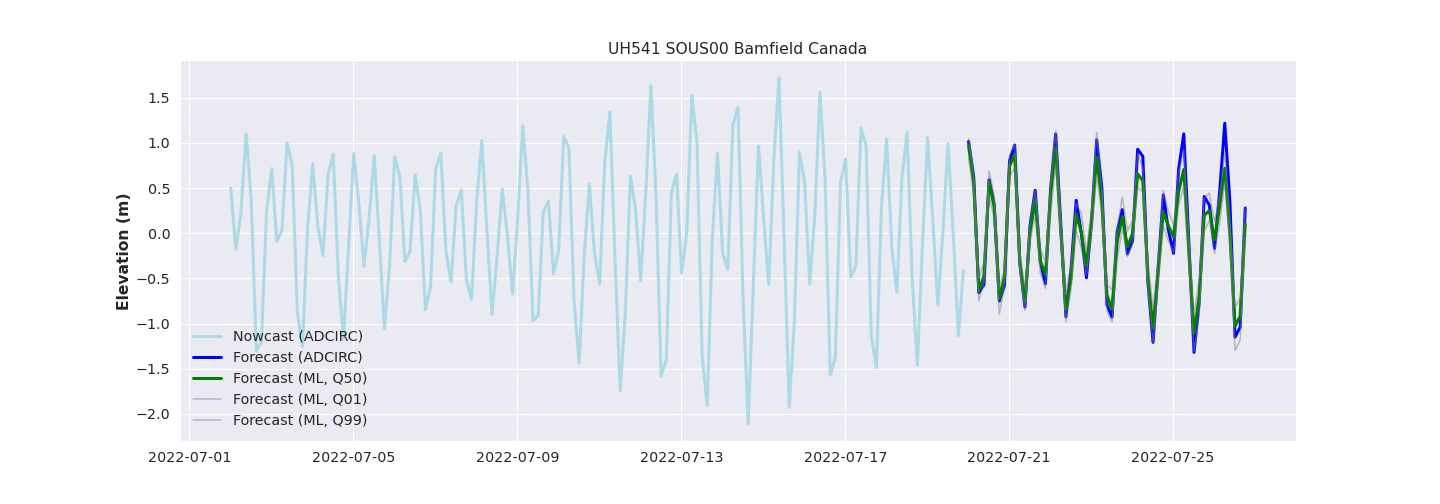 UH541 SOUS00 Bamfield Canada
Elevation (m)
1.5
1.0
0.5
0.0
−0.5
−1.0
−1.5
−2.0
Nowcast (ADCIRC)
Forecast (ADCIRC)
Forecast (ML, Q50)
Forecast (ML, Q01)
Forecast (ML, Q99)
2022-07-01 2022-07-05 2022-07-09 2022-07-13 2022-07-17 2022-07-21 2022-07-25